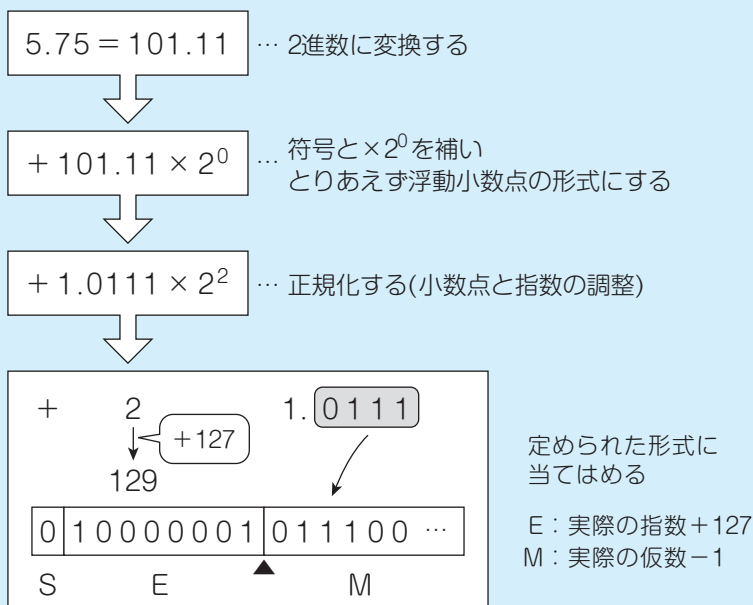 5.75＝101.11 … 2進数に変換する
＋101.11×2⁰ … 符号と×2⁰を補い
とりあえず浮動小数点の形式にする
＋1.0111×2² … 正規化する(小数点と指数の調整)
＋ 2 1.0111
＋127
129
定められた形式に
当てはめる
0 10000001 011100 …
E：実際の指数＋127
S E M
M：実際の仮数－1